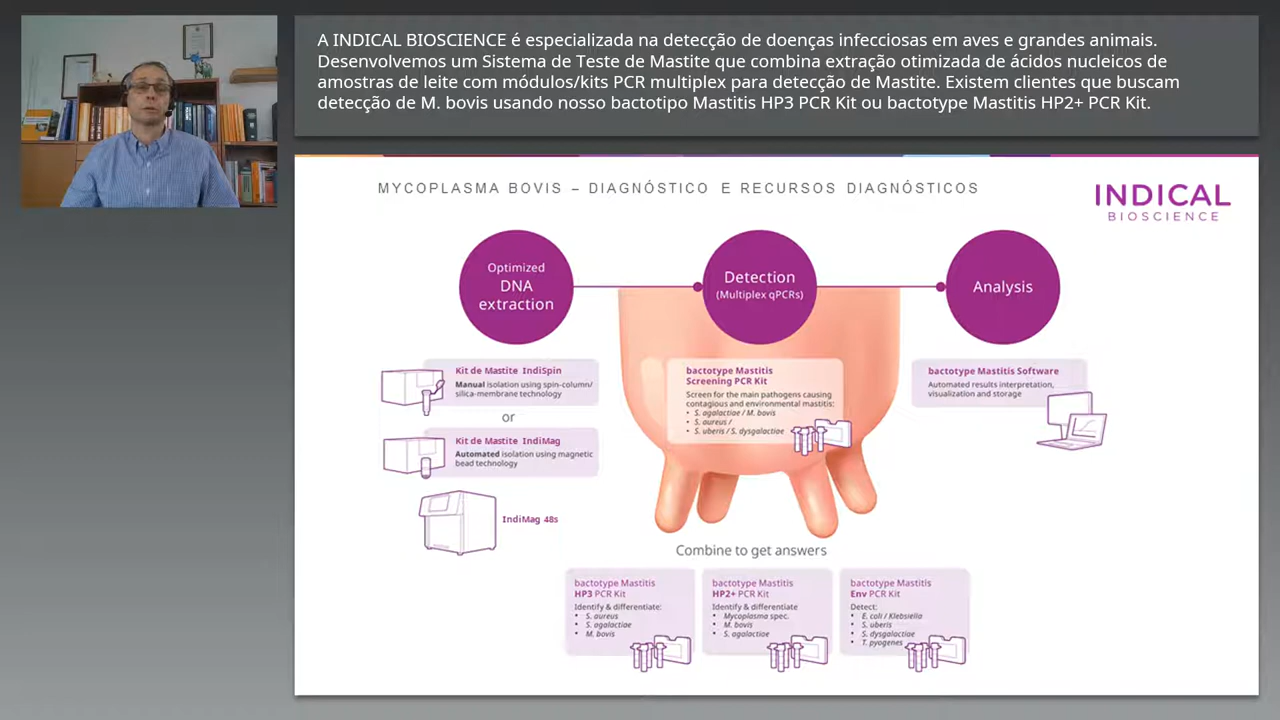 A INDICAL BIOSCIENCE é especializada na detecção de doenças infecciosas em aves e grandes animais.
Desenvolvemos um Sistema de Teste de Mastite que combina extração otimizada de ácidos nucleicos de
amostras de leite com módulos/kits PCR multiplex para detecção de Mastite. Existem clientes que buscam
detecção de M. bovis usando nosso bactotipo Mastitis HP3 PCR Kit ou bactotype Mastitis HP2+ PCR Kit.
MYCOPLASMA BOVIS – DIAGNÓSTICO E RECURSOS DIAGNÓSTICOS
INDICAL
BIOSCIENCE
Optimized
DNA
extraction
Detection
(Multiplex qPCRs)
Analysis
Kit de Mastite IndiSpin
Manual isolation using spin-column/
silica-membrane technology
or
Kit de Mastite IndiMag
Automated isolation using magnetic
bead technology
IndiMag 48s
bactotype Mastitis
Screening PCR Kit
Screen for the main pathogens causing
contagious and environmental mastitis:
• S. agalactiae / M. bovis
• S. aureus /
• S. uberis / S. dysgalactiae
bactotype Mastitis Software
Automated results interpretation,
visualization and storage
Combine to get answers
bactotype Mastitis
HP3 PCR Kit
Identify & differentiate:
• S. aureus
• S. agalactiae
• M. bovis
bactotype Mastitis
HP2+ PCR Kit
Identify & differentiate
• Mycoplasma spec.
• M. bovis
• S. agalactiae
bactotype Mastitis
Env PCR Kit
Detect:
• E. coli / Klebsiella
• S. uberis
• S. dysgalactiae
• T. pyogenes